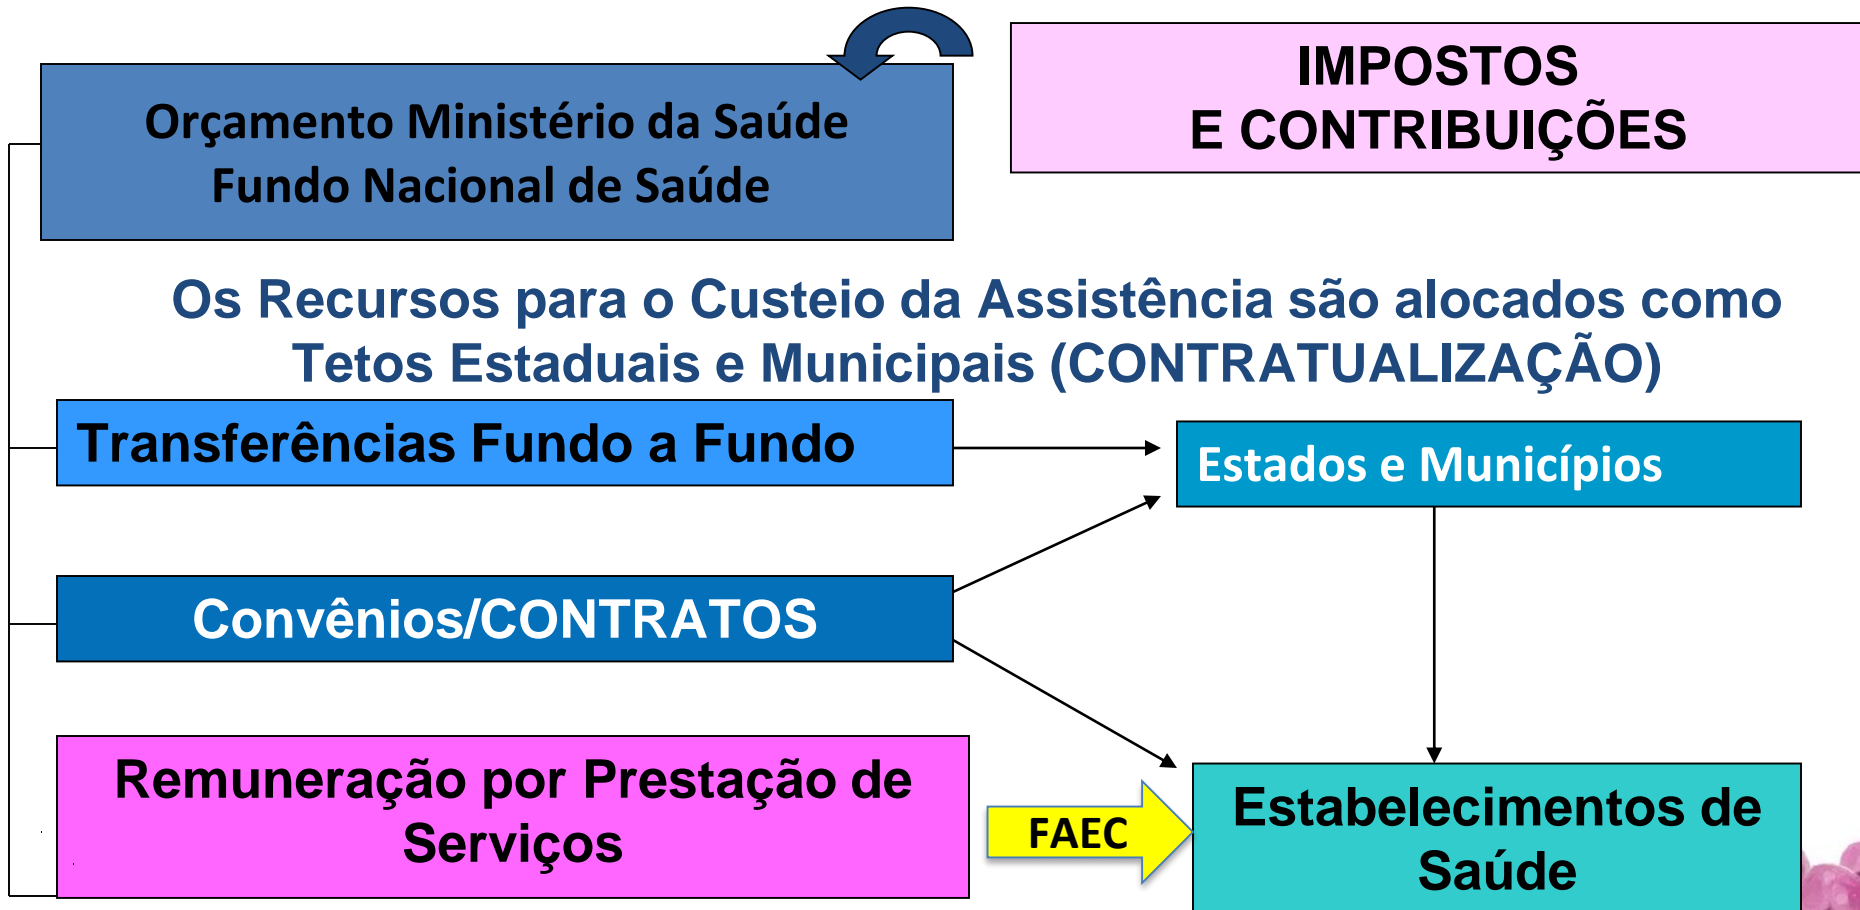 IMPOSTOS
E CONTRIBUIÇÕES
Orçamento Ministério da Saúde
Fundo Nacional de Saúde
Os Recursos para o Custeio da Assistência são alocados como
Tetos Estaduais e Municipais (CONTRATUALIZAÇÃO)
Transferências Fundo a Fundo
Estados e Municípios
Convênios/CONTRATOS
Remuneração por Prestação de
Serviços
FAEC
Estabelecimentos de
Saúde